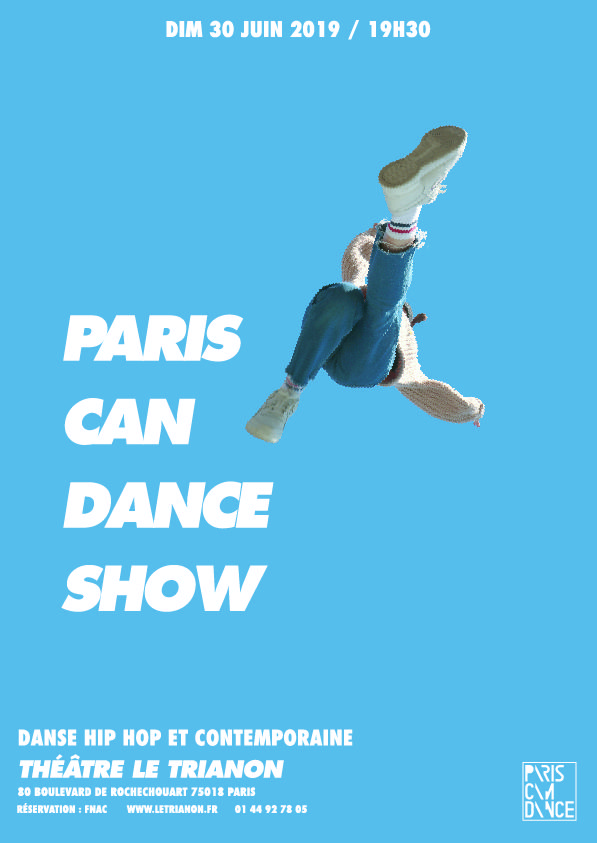 DIM 30 JUIN 2019 / 19H30
PARIS
CAN
DANCE
SHOW
DANSE HIP HOP ET CONTEMPORAINE
THÉÂTRE LE TRIANON
80 BOULEVARD DE ROCHECHOUART 75018 PARIS
RÉSERVATION : FNAC WWW.LETRIANON.FR 01 44 92 78 05
PARIS
CAN
DANCE